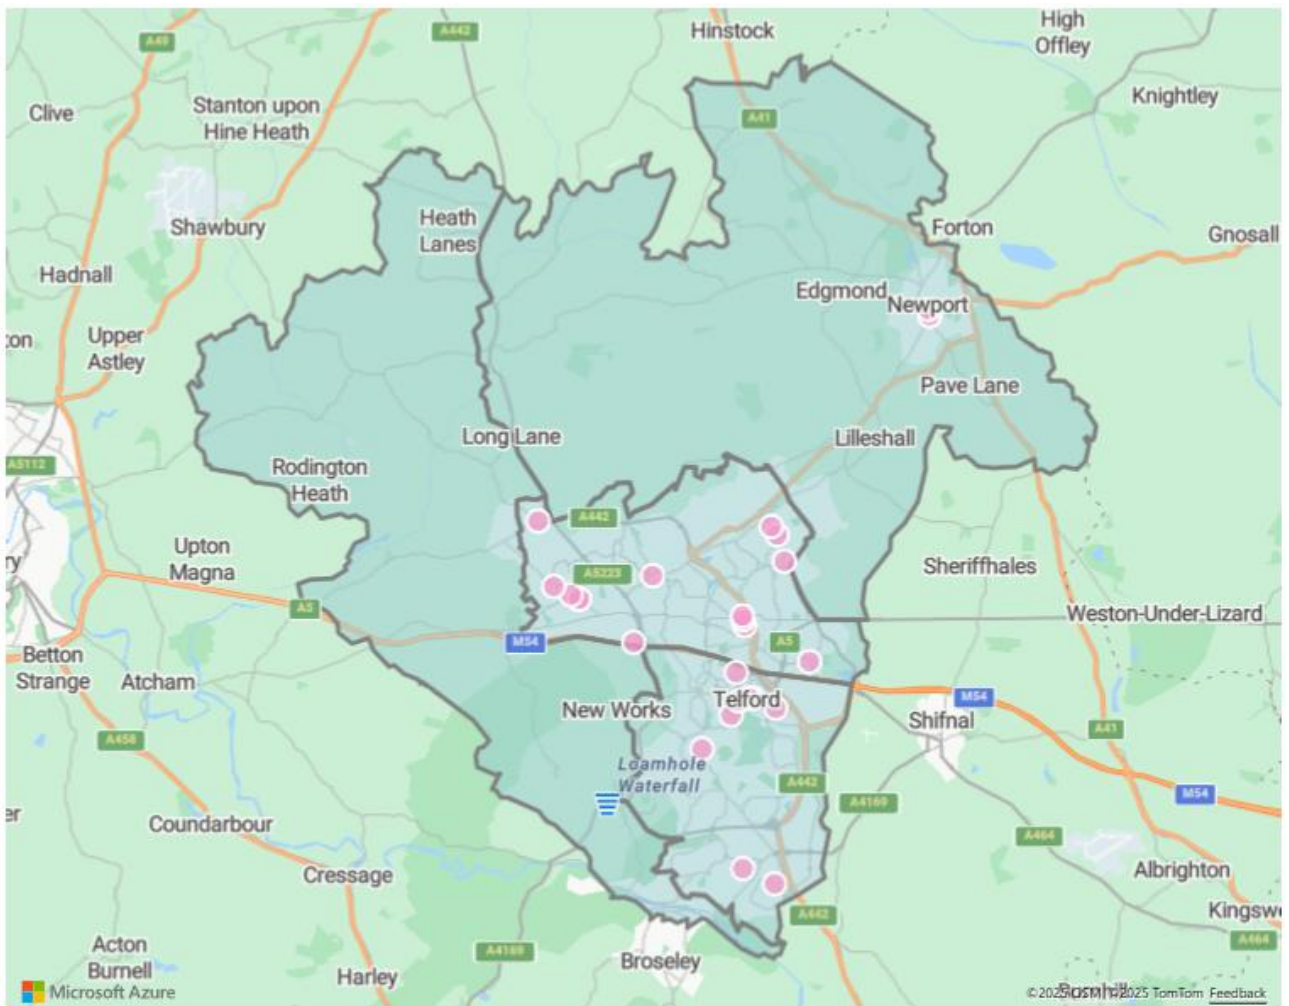 High
Offley
Hinstock
A442
A49
Knightley
Clive
Stanton upon
Hine Heath
A41
Shawbury
Heath
Lanes
Forton
Gnosall
Hadnall
Edgmond
Newport
Upper
Astley
Pave Lane
Long Lane
Lilleshall
A5112
Rodington
Heath
A442
Upton
Magna
A5223
Sheriffhales
A5
Weston-Under-Lizard
M54
A5
Betton
Strange
Atcham
M54
Telford
New Works
Shifnal
A41
A458
Loamhole
Waterfall
A442
M54
A4169
Coundarbour
A464
Cressage
Albrighton
A442
Kingsw
A464
Acton
Burnell
A4169
Broseley
Harley
Microsoft Azure
TomTom Feedback